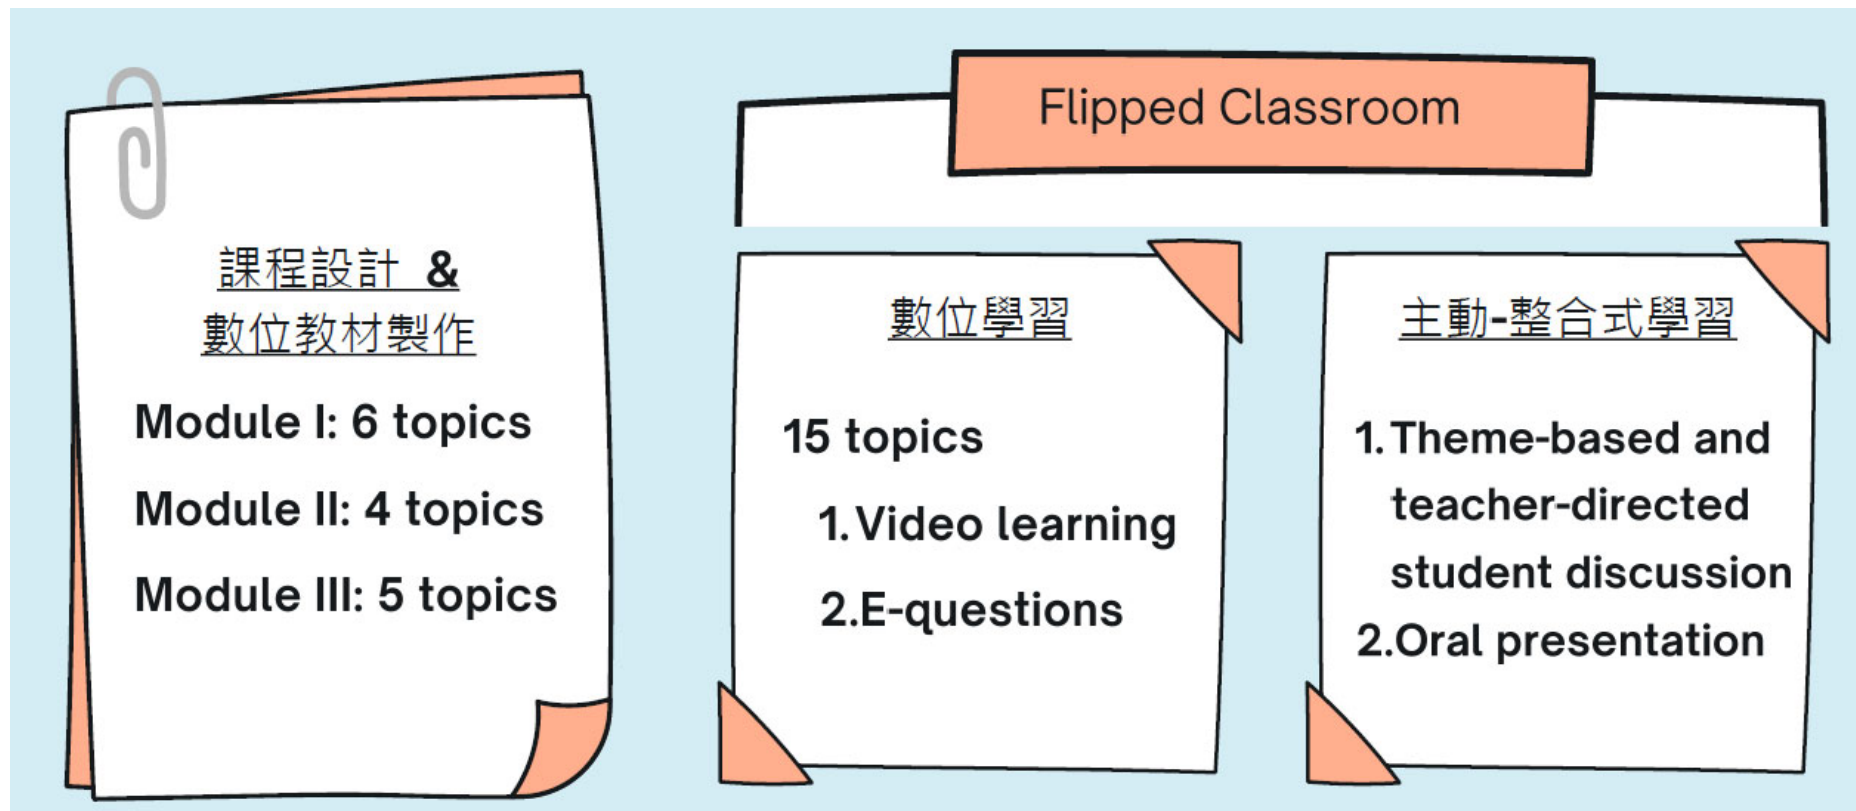 課程設計 &
數位教材製作
Module I: 6 topics
Module II: 4 topics
Module III: 5 topics
Flipped Classroom
數位學習
15 topics
1.Video learning
2.E-questions
主動-整合式學習
1.Theme-based and
teacher-directed
student discussion
2.Oral presentation